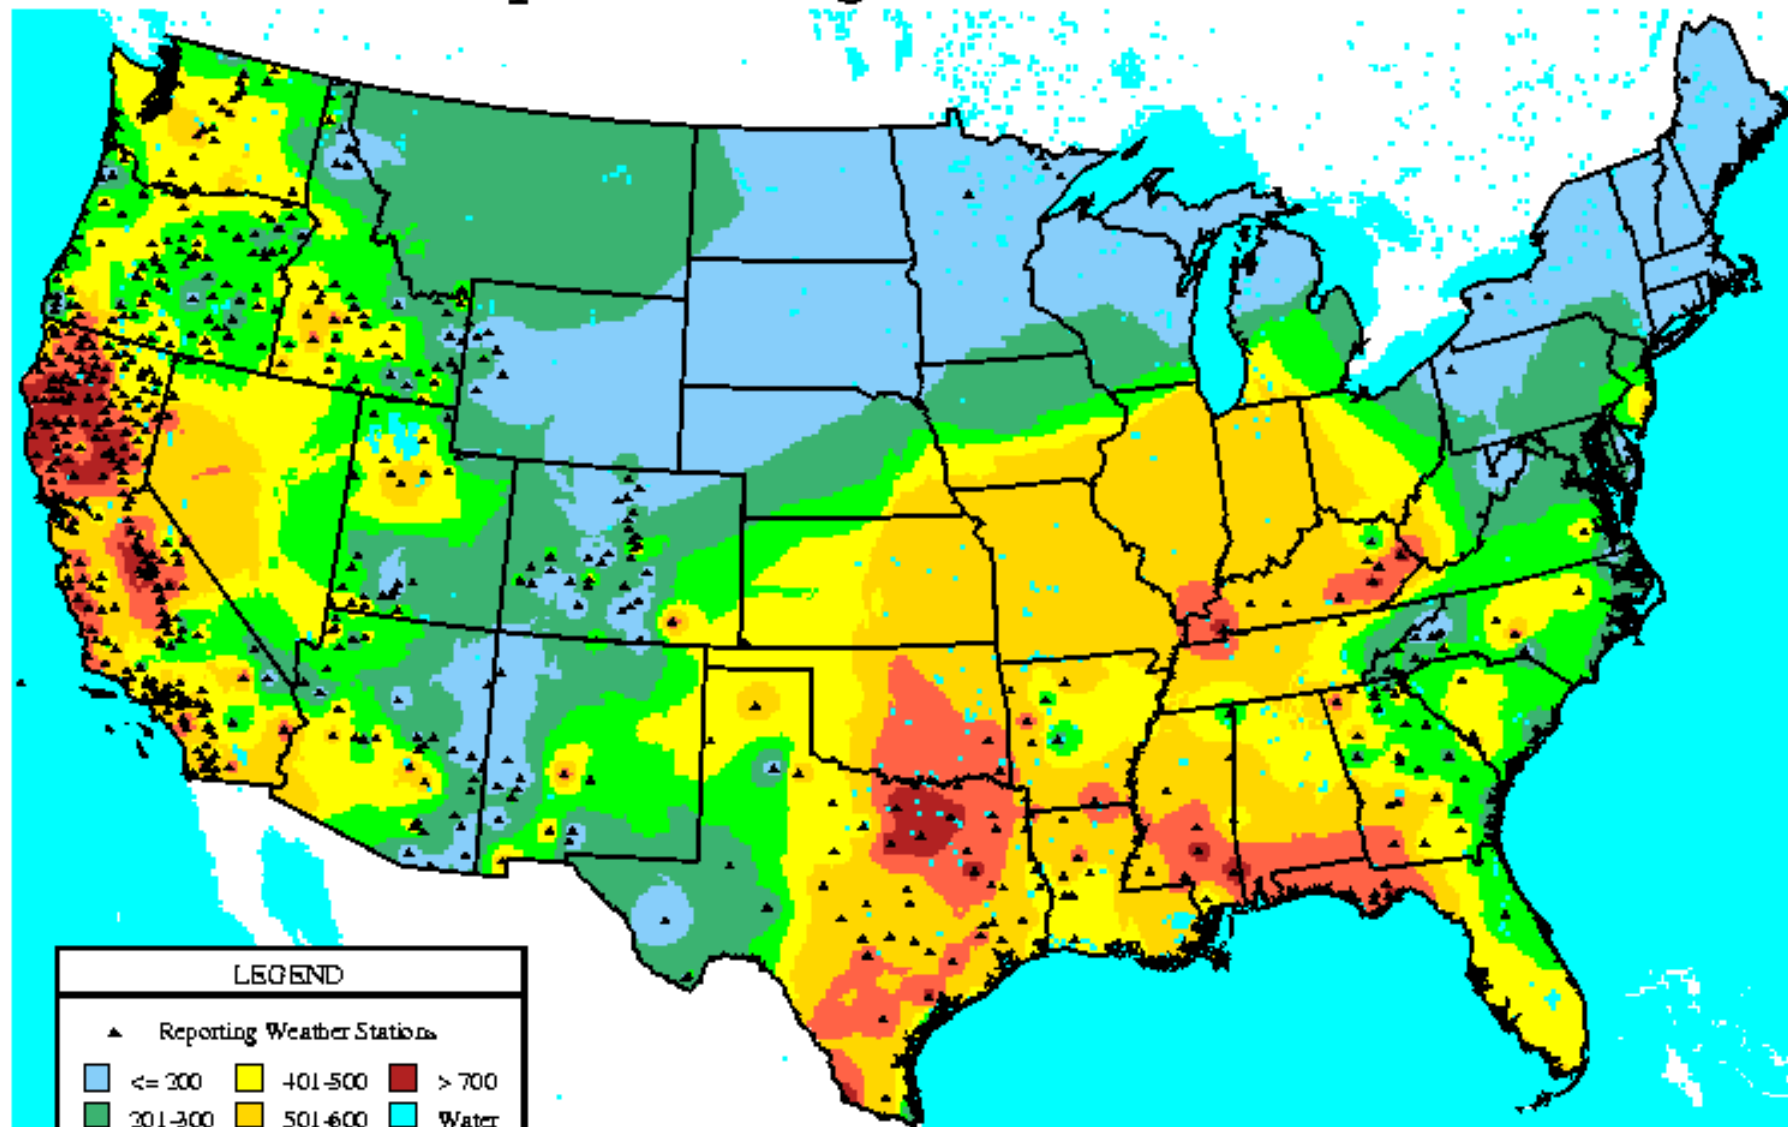 LEGEND
Reporting Weather Stations
<= 200 401-500 > 700
201-300 501-600 Water